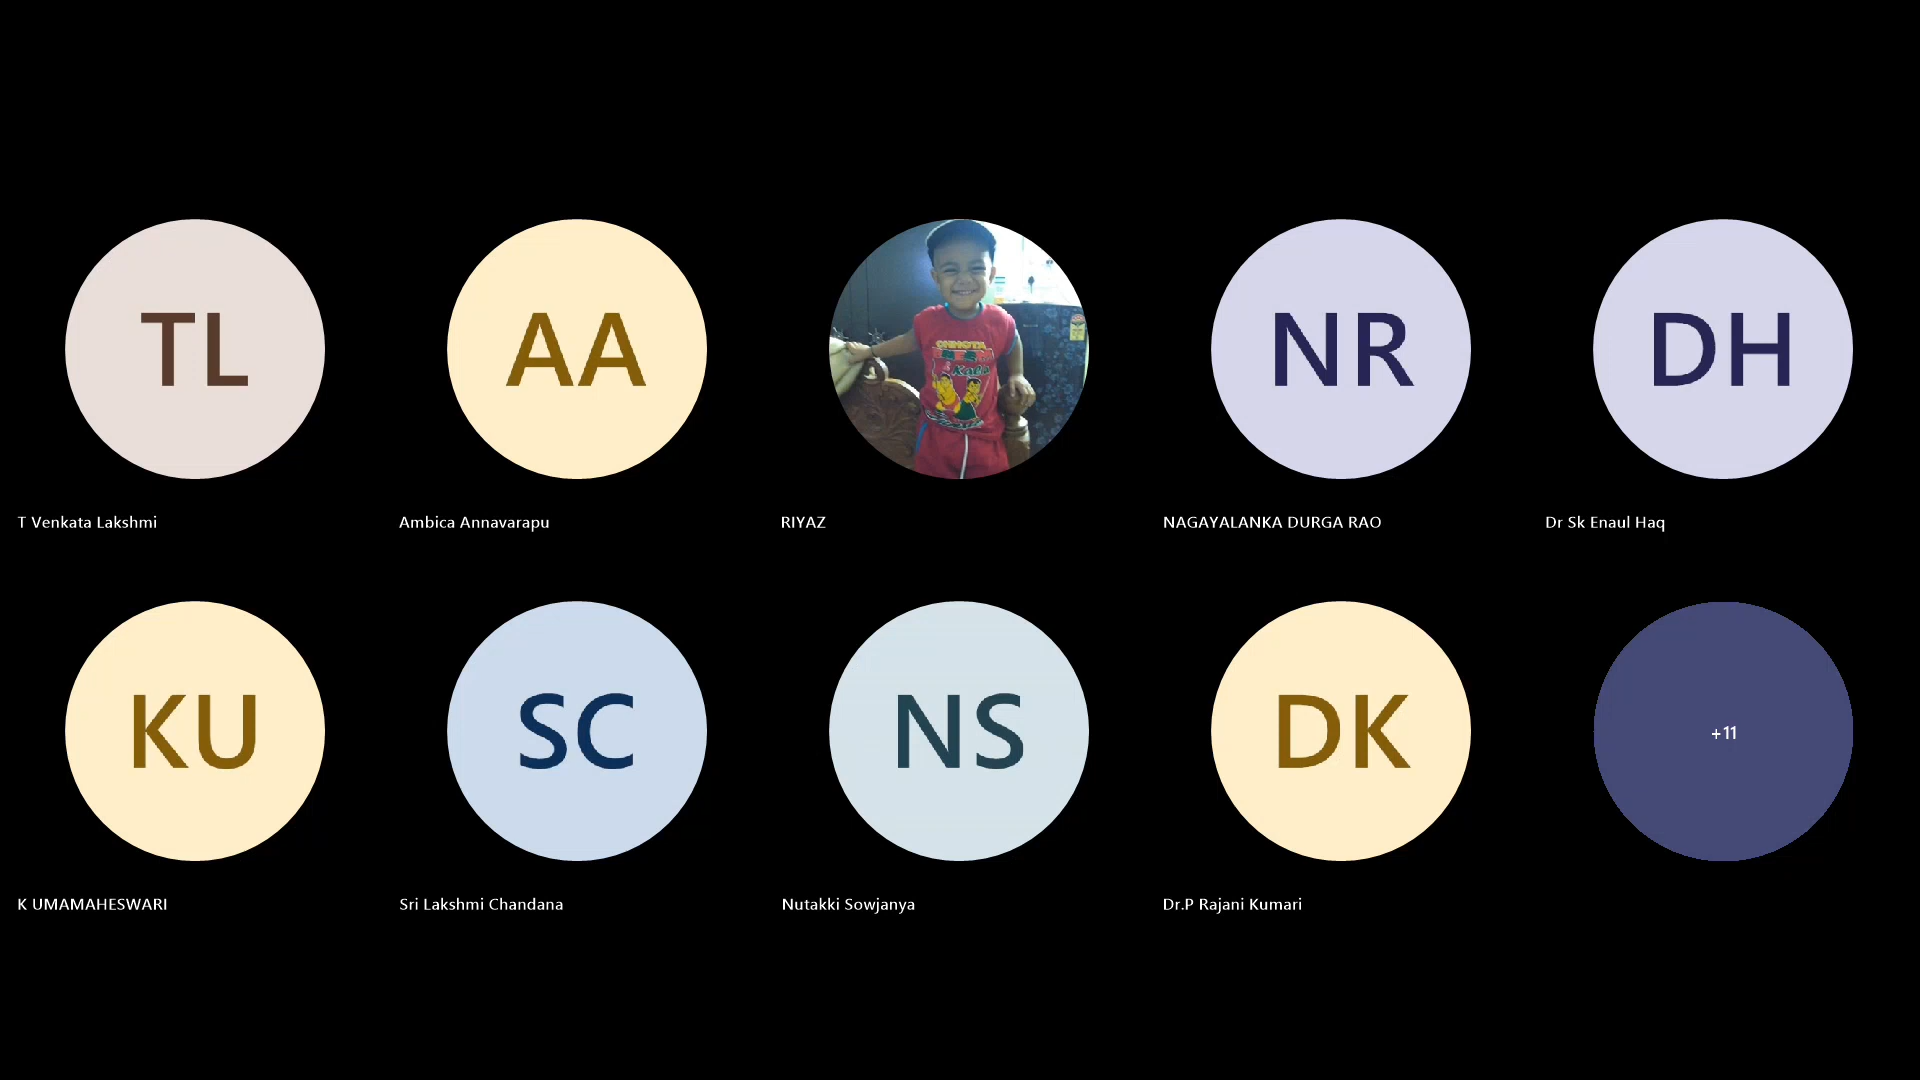 TL
AA
NR
DH
T Venkata Lakshmi
Ambica Annavarapu
RIYAZ
NAGAYALANKA DURGA RAO
Dr Sk Enaul Haq
KU
SC
NS
DK
+11
K UMAMAHESWARI
Sri Lakshmi Chandana
Nutakki Sowjanya
Dr.P Rajani Kumari